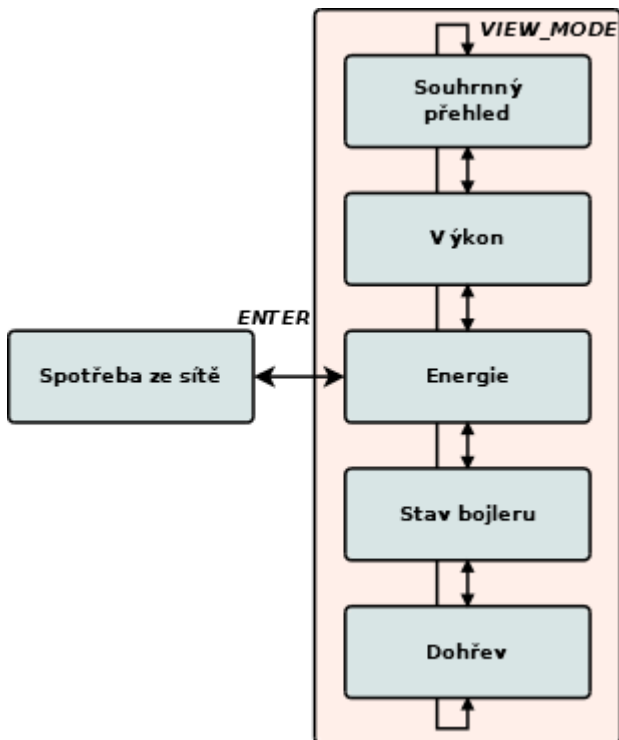 VIEW_MODE
Souhrnný
přehled
Výkon
ENTER
Spotřeba ze sítě
Energie
Stav bojleru
Dohřev